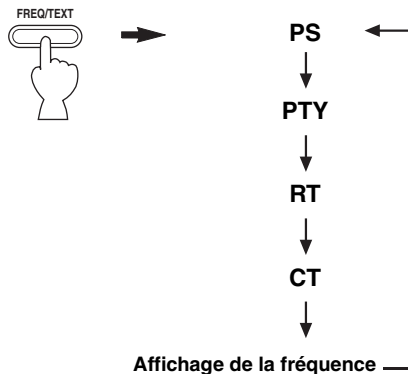 FREQ/TEXT
PS
PTY
RT
CT
Affichage de la fréquence